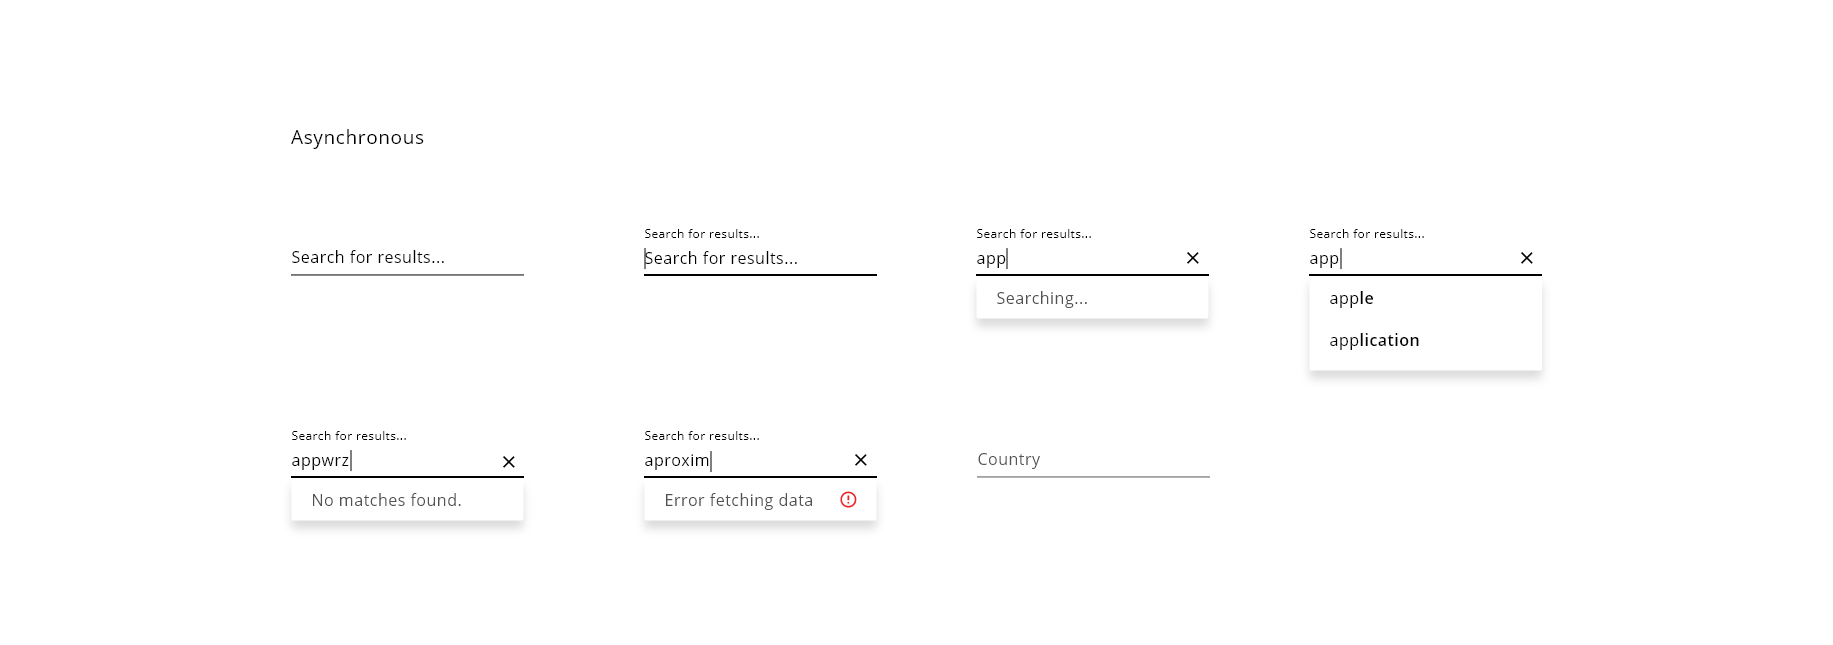 Asynchronous
Search for results...
Search for results...
Search for results...
Search for results...
app
Searching...
Search for results...
app
apple
application
Search for results...
appwrz
No matches found.
Search for results...
aproxim
Error fetching data
Country